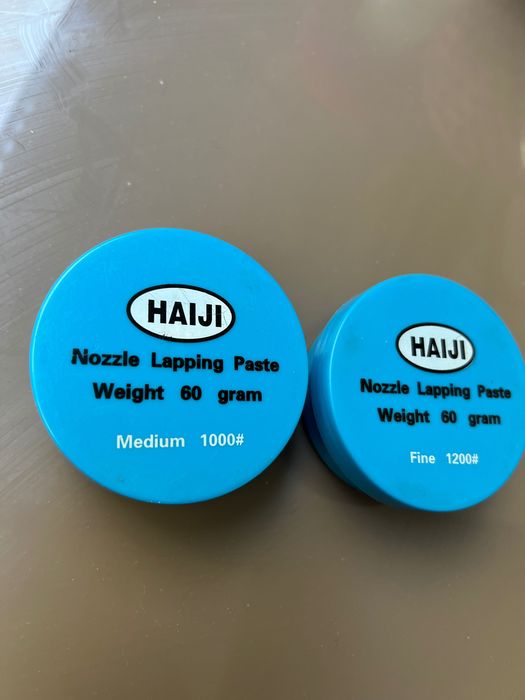 HAIJI
Nozzle Lapping Paste
Weight 60 gram
Medium 1000#
HAIJI
Nozzle Lapping Paste
Weight 60 gram
Fine 1200#